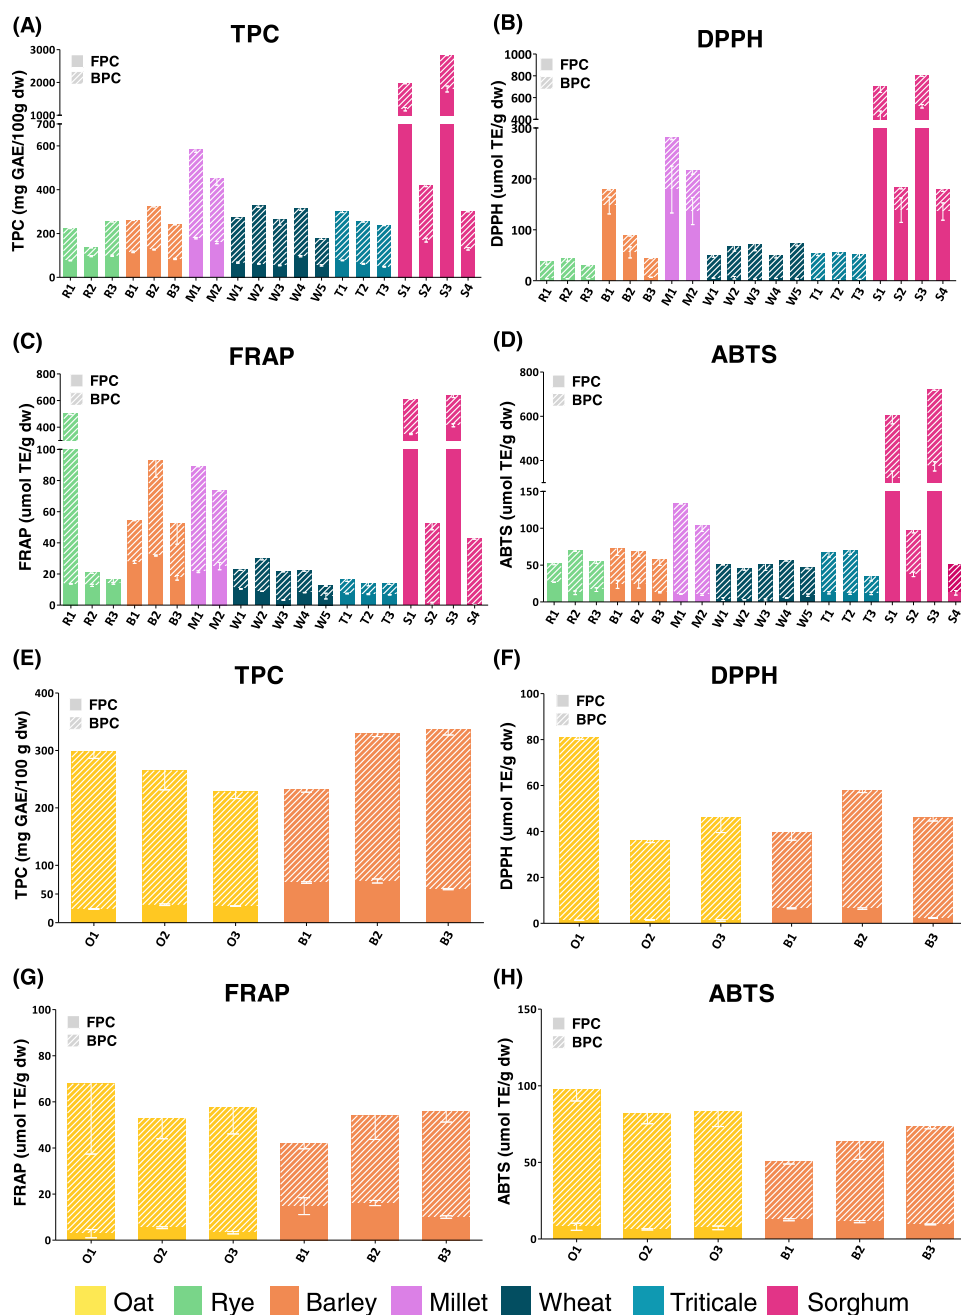 (A) TPC
FPC
BPC
TPC (mg GAE/100g dw)
3000
2000
1000
700
600
400
200
0
R1 R2 R3 B1 B2 B3 M1 M2 W1 W2 W3 W4 W5 T1 T2 T3 S1 S2 S3 S4
(B) DPPH
FPC
BPC
DPPH (umol TE/g dw)
1000
800
600
400
300
200
100
0
R1 R2 R3 B1 B2 B3 M1 M2 W1 W2 W3 W4 W5 T1 T2 T3 S1 S2 S3 S4
(C) FRAP
FPC
BPC
FRAP (umol TE/g dw)
800
600
400
100
80
60
40
20
0
R1 R2 R3 B1 B2 B3 M1 M2 W1 W2 W3 W4 W5 T1 T2 T3 S1 S2 S3 S4
(D) ABTS
FPC
BPC
ABTS (umol TE/g dw)
800
600
400
150
100
50
0
R1 R2 R3 B1 B2 B3 M1 M2 W1 W2 W3 W4 W5 T1 T2 T3 S1 S2 S3 S4
(E) TPC
FPC
BPC
TPC (mg GAE/100 g dw)
400
300
200
100
50
0
O1 O2 O3 B1 B2 B3
(F) DPPH
FPC
BPC
DPPH (umol TE/g dw)
100
80
60
40
20
0
O1 O2 O3 B1 B2 B3
(G) FRAP
FPC
BPC
FRAP (umol TE/g dw)
100
80
60
40
20
0
O1 O2 O3 B1 B2 B3
(H) ABTS
FPC
BPC
ABTS (umol TE/g dw)
150
100
50
0
O1 O2 O3 B1 B2 B3
Oat Rye Barley Millet Wheat Triticale Sorghum